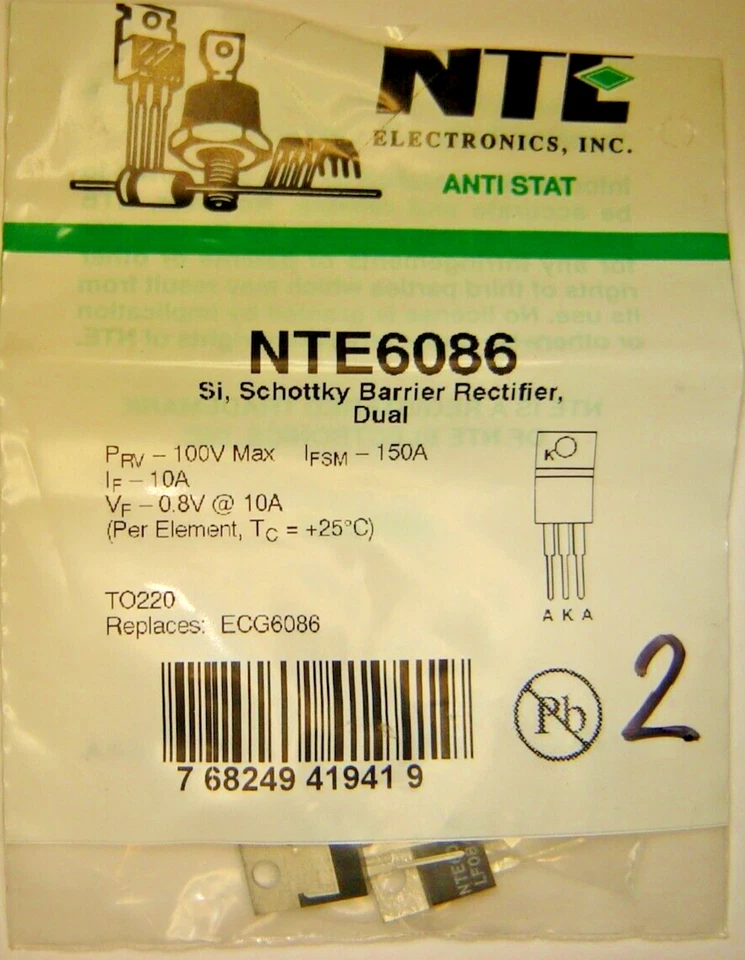 NTE
ELECTRONICS, INC.
ANTI STAT
NTE6086
Si, Schottky Barrier Rectifier,
Dual
PRV – 100V Max IFSM – 150A
IF – 10A
VF – 0.8V @ 10A
(Per Element, TC = +25°C)
K
A K A
TO220
Replaces: ECG6086
Pb
2
7 68249 41941 9